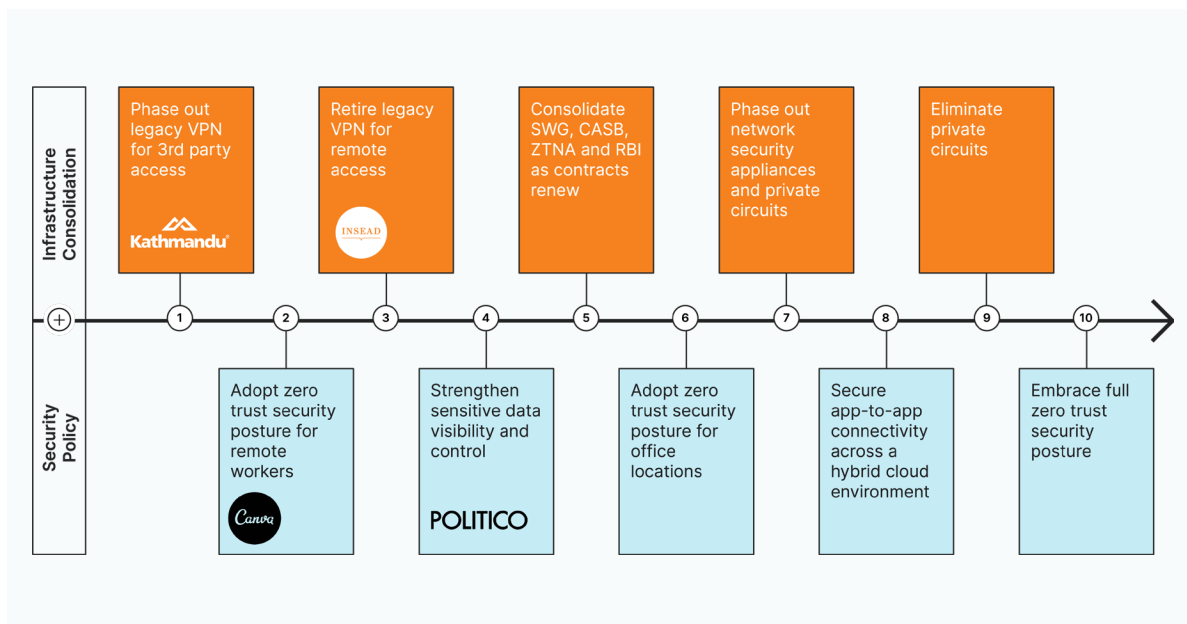 Infrastructure
Consolidation
Phase out
legacy VPN
for 3rd party
access
Kathmandu®
Retire legacy
VPN for
remote
access
INSEAD
Consolidate
SWG, CASB,
ZTNA and RBI
as contracts
renew
Phase out
network
security
appliances
and private
circuits
Eliminate
private
circuits
+
1
2
3
4
5
6
7
8
9
10
Security
Policy
Adopt zero
trust security
posture for
remote
workers
Canva
Strengthen
sensitive data
visibility and
control
POLITICO
Adopt zero
trust security
posture for
office
locations
Secure
app-to-app
connectivity
across a
hybrid cloud
environment
Embrace full
zero trust
security
posture